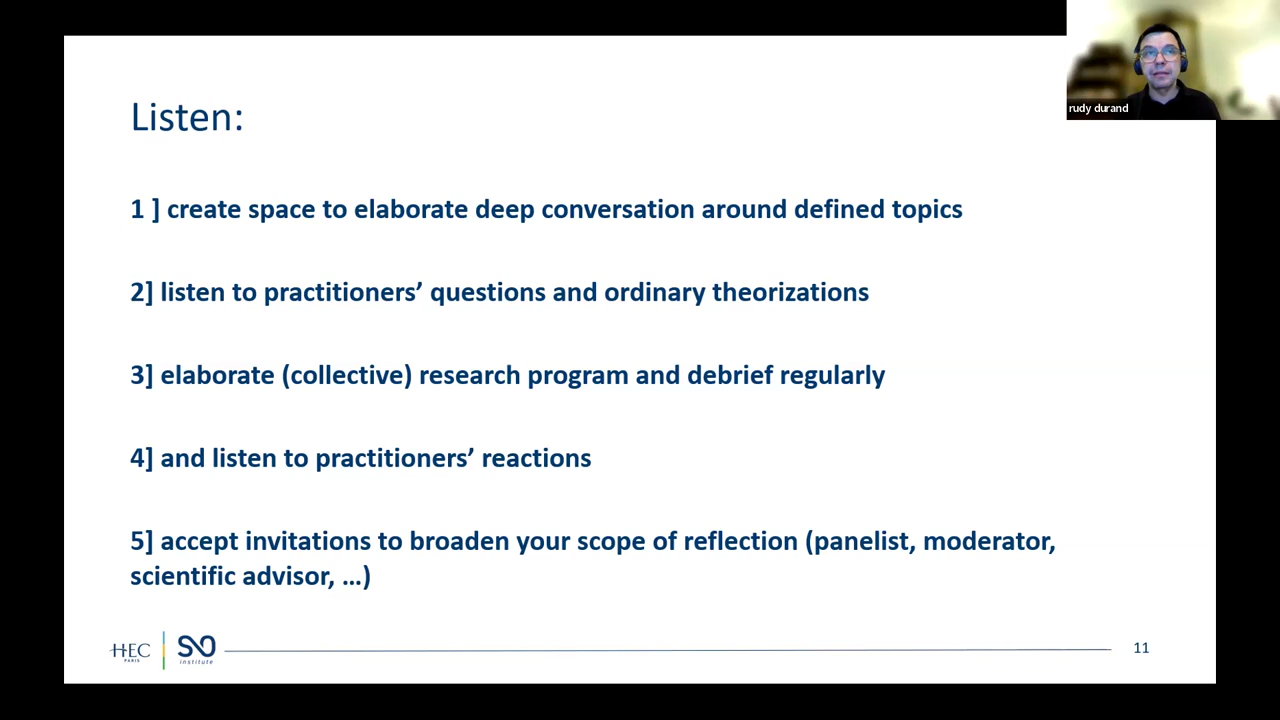 rudy durand
Listen:
1 ] create space to elaborate deep conversation around defined topics
2] listen to practitioners’ questions and ordinary theorizations
3] elaborate (collective) research program and debrief regularly
4] and listen to practitioners’ reactions
5] accept invitations to broaden your scope of reflection (panelist, moderator,
scientific advisor, …)
HEC
PARIS
SNO
institute
11